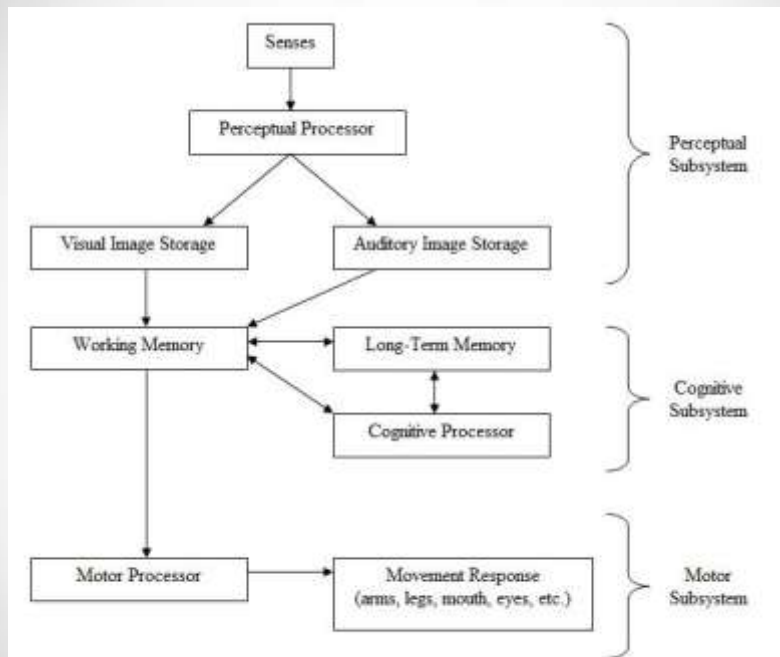 Senses
Perceptual Processor
Perceptual
Subsystem
Visual Image Storage
Auditory Image Storage
Working Memory
Long-Term Memory
Cognitive
Subsystem
Cognitive Processor
Motor Processor
Movement Response
(arms, legs, mouth, eyes, etc.)
Motor
Subsystem